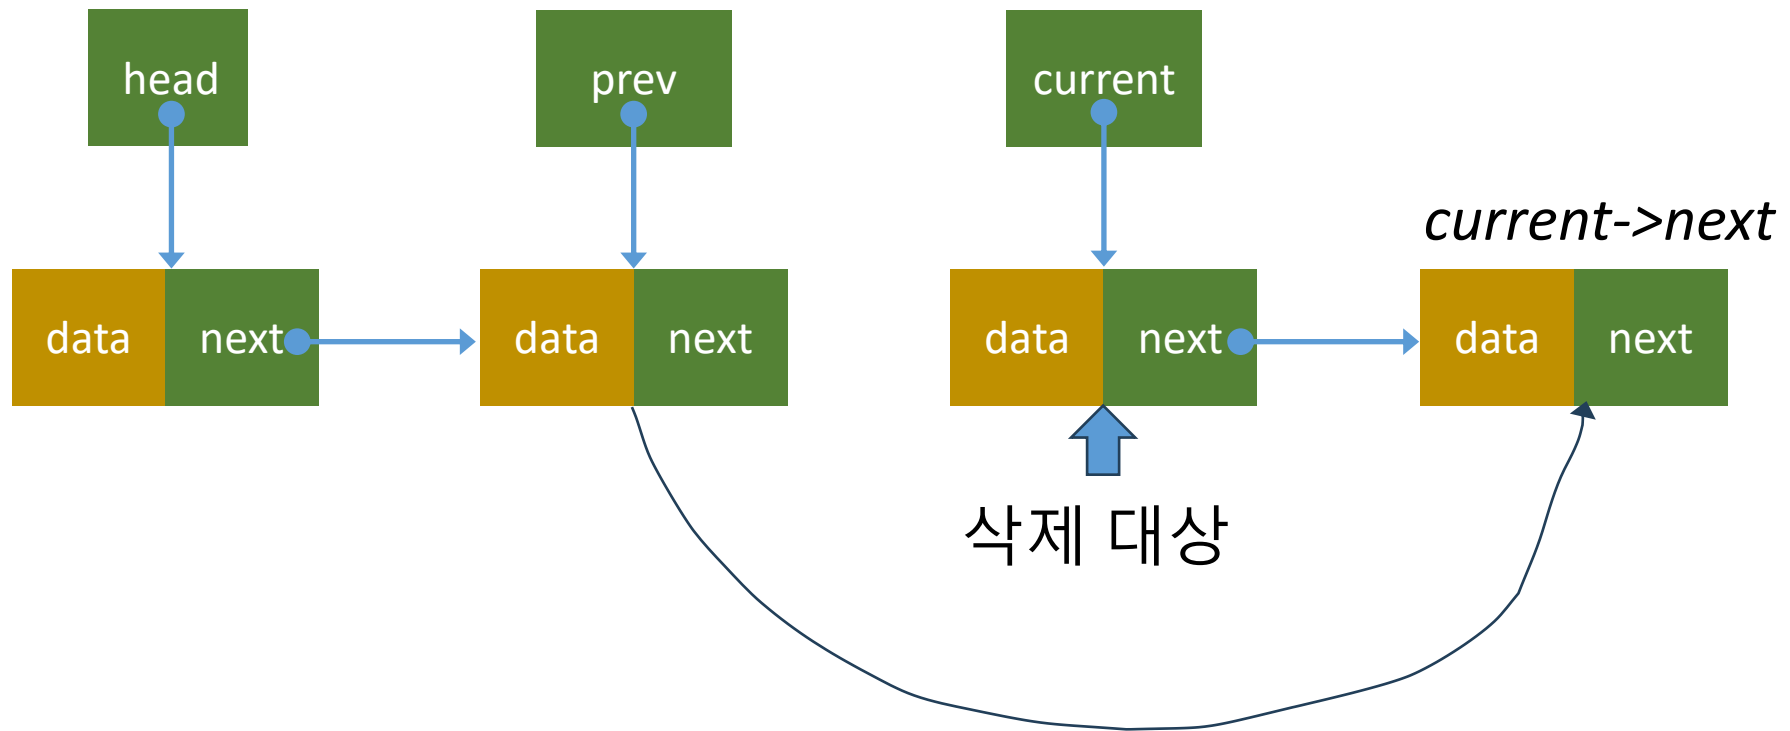 head
prev
current
current->next
data next
data next
data next
data next
삭제 대상